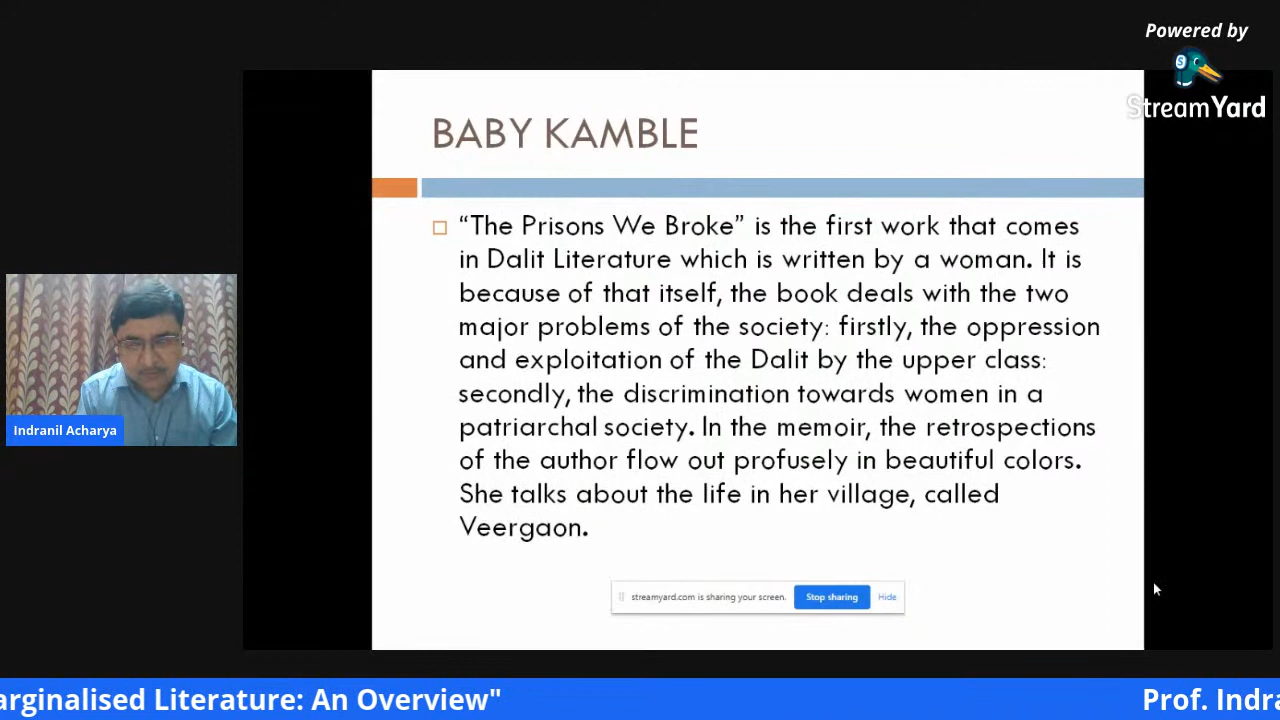 Powered by
StreamYard
BABY KAMBLE
“The Prisons We Broke” is the first work that comes
in Dalit Literature which is written by a woman. It is
because of that itself, the book deals with the two
major problems of the society: firstly, the oppression
and exploitation of the Dalit by the upper class:
secondly, the discrimination towards women in a
patriarchal society. In the memoir, the retrospections
of the author flow out profusely in beautiful colors.
She talks about the life in her village, called
Veergaon.
Indranil Acharya
streamyard.com is sharing your screen. Stop sharing Hide
arginalised Literature: An Overview" Prof. Indra